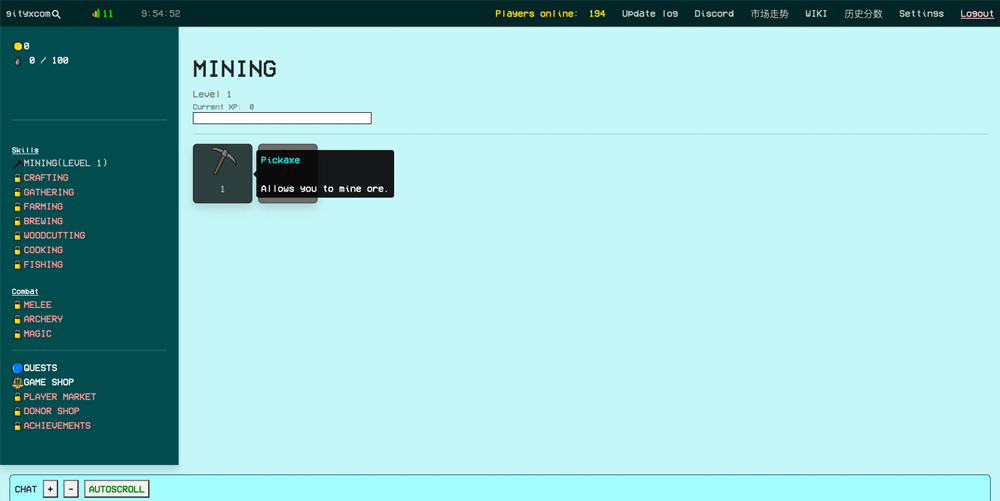 9ityxcom 11 9:54:52 Players online: 194 Update log Discord 市场走势 WIKI 历史分数 Settings Logout
0
0 / 100
Skills
MINING(LEVEL 1)
CRAFTING
GATHERING
FARMING
BREWING
WOODCUTTING
COOKING
FISHING
Combat
MELEE
ARCHERY
MAGIC
QUESTS
GAME SHOP
PLAYER MARKET
DONOR SHOP
ACHIEVEMENTS
MINING
Level 1
Current XP: 0
1
Pickaxe
Allows you to mine ore.
CHAT + - AUTOSCROLL